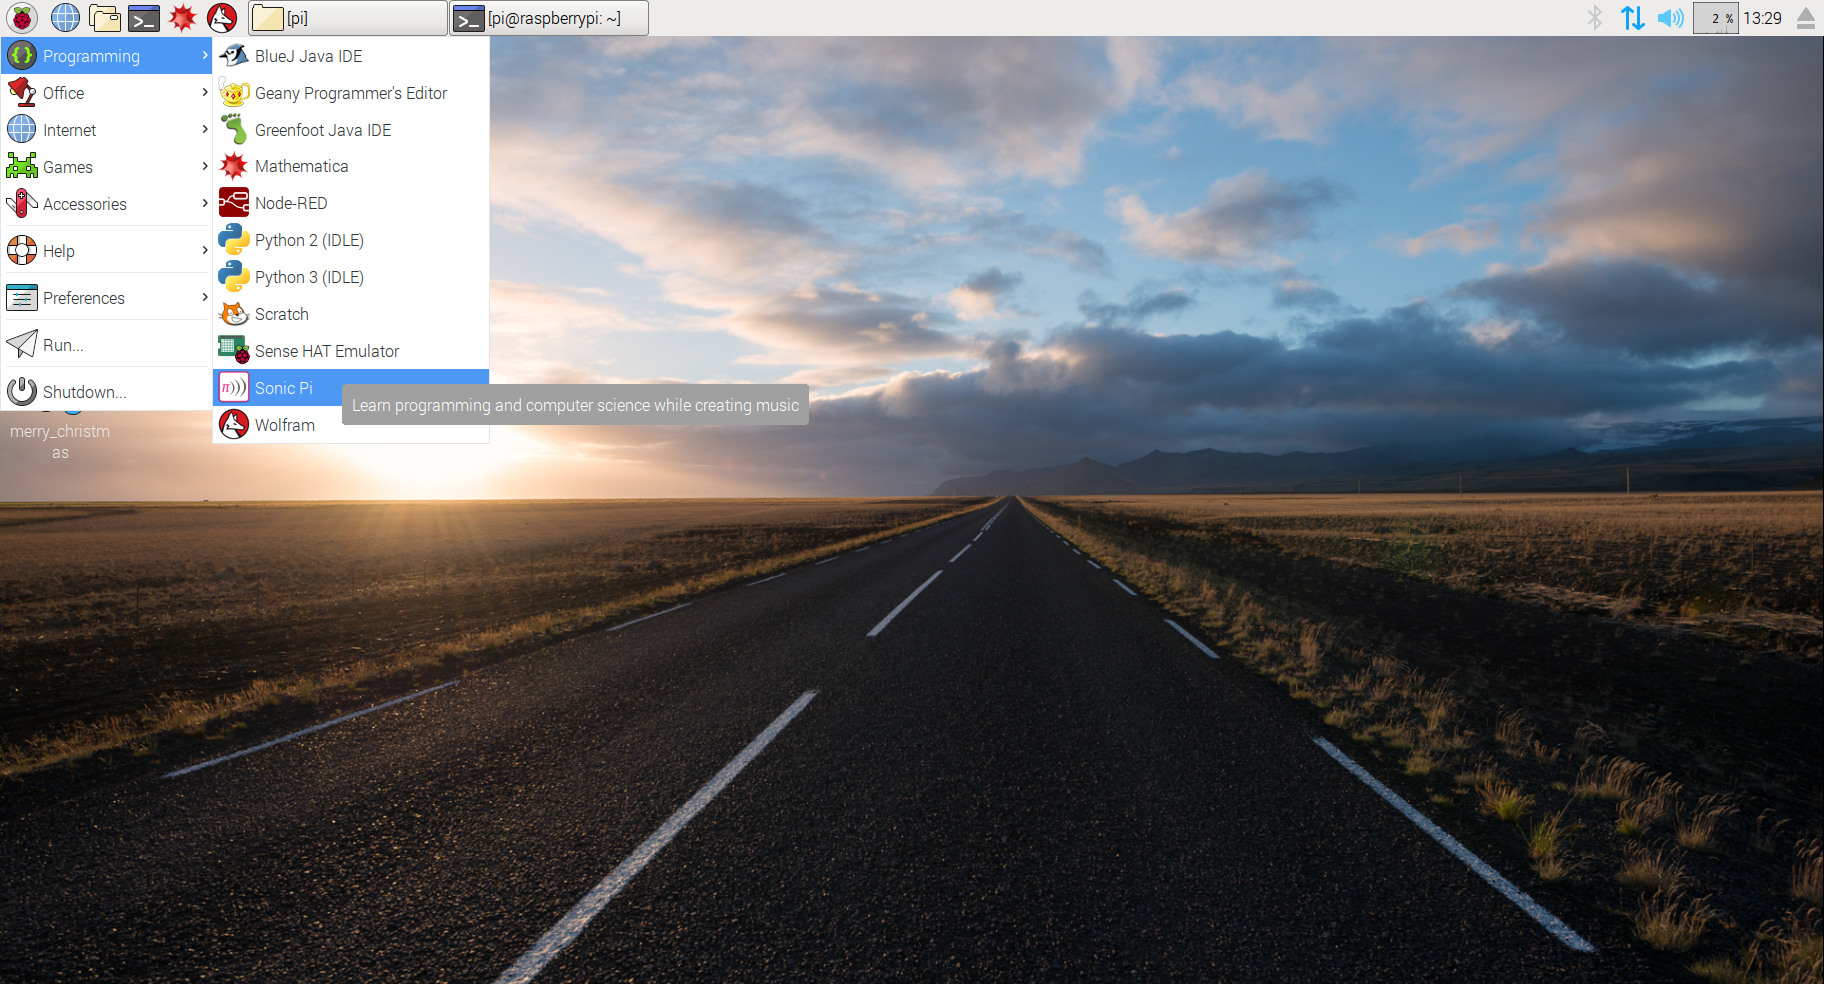 [pi]
[pi@raspberrypi: ~]
2 %
13:29
Programming
Office
Internet
Games
Accessories
Help
Preferences
Run...
Shutdown...
BlueJ Java IDE
Geany Programmer's Editor
Greenfoot Java IDE
Mathematica
Node-RED
Python 2 (IDLE)
Python 3 (IDLE)
Scratch
Sense HAT Emulator
Sonic Pi
Wolfram
Learn programming and computer science while creating music
merry_christm
as